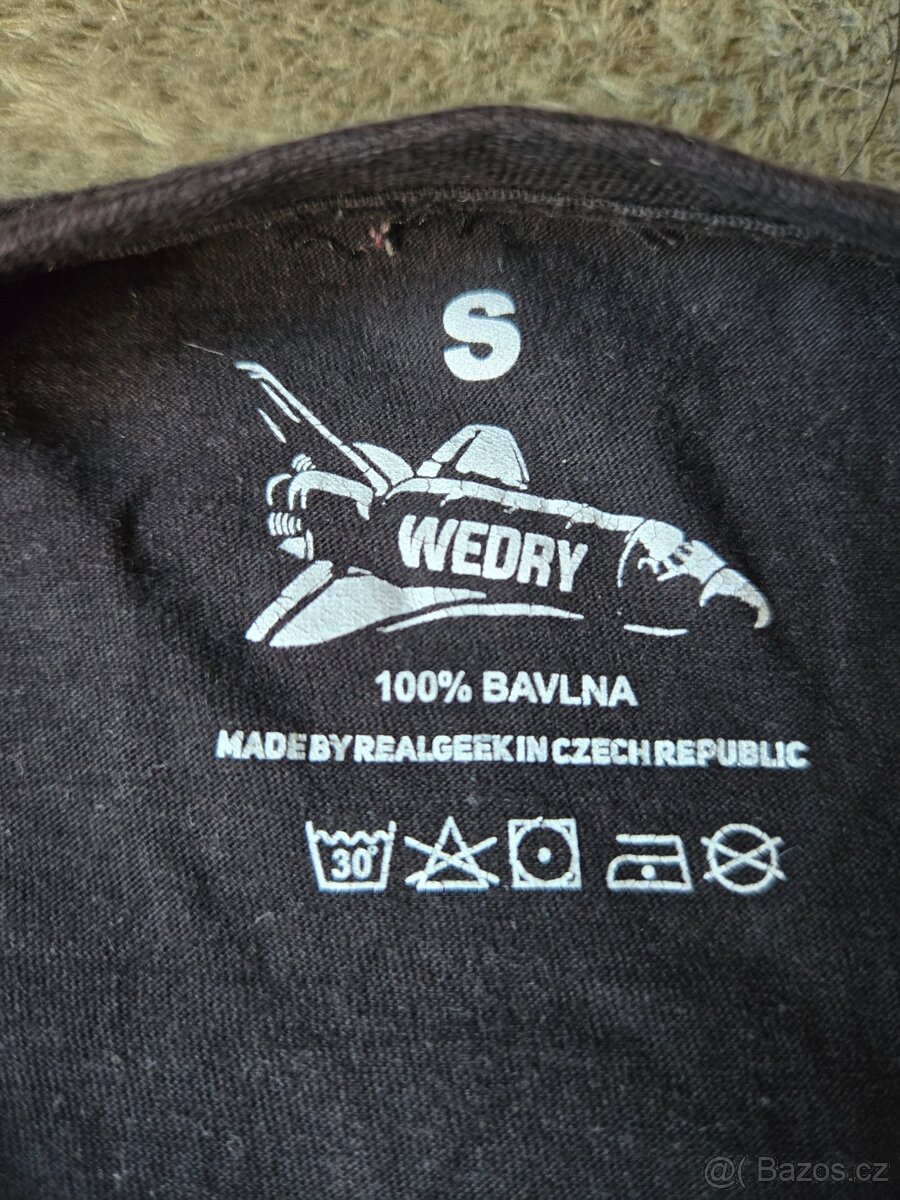 S
WEDRY
100% BAVLNA
MADE BY REALGEEK IN CZECH REPUBLIC
30°
@( Bazos.cz